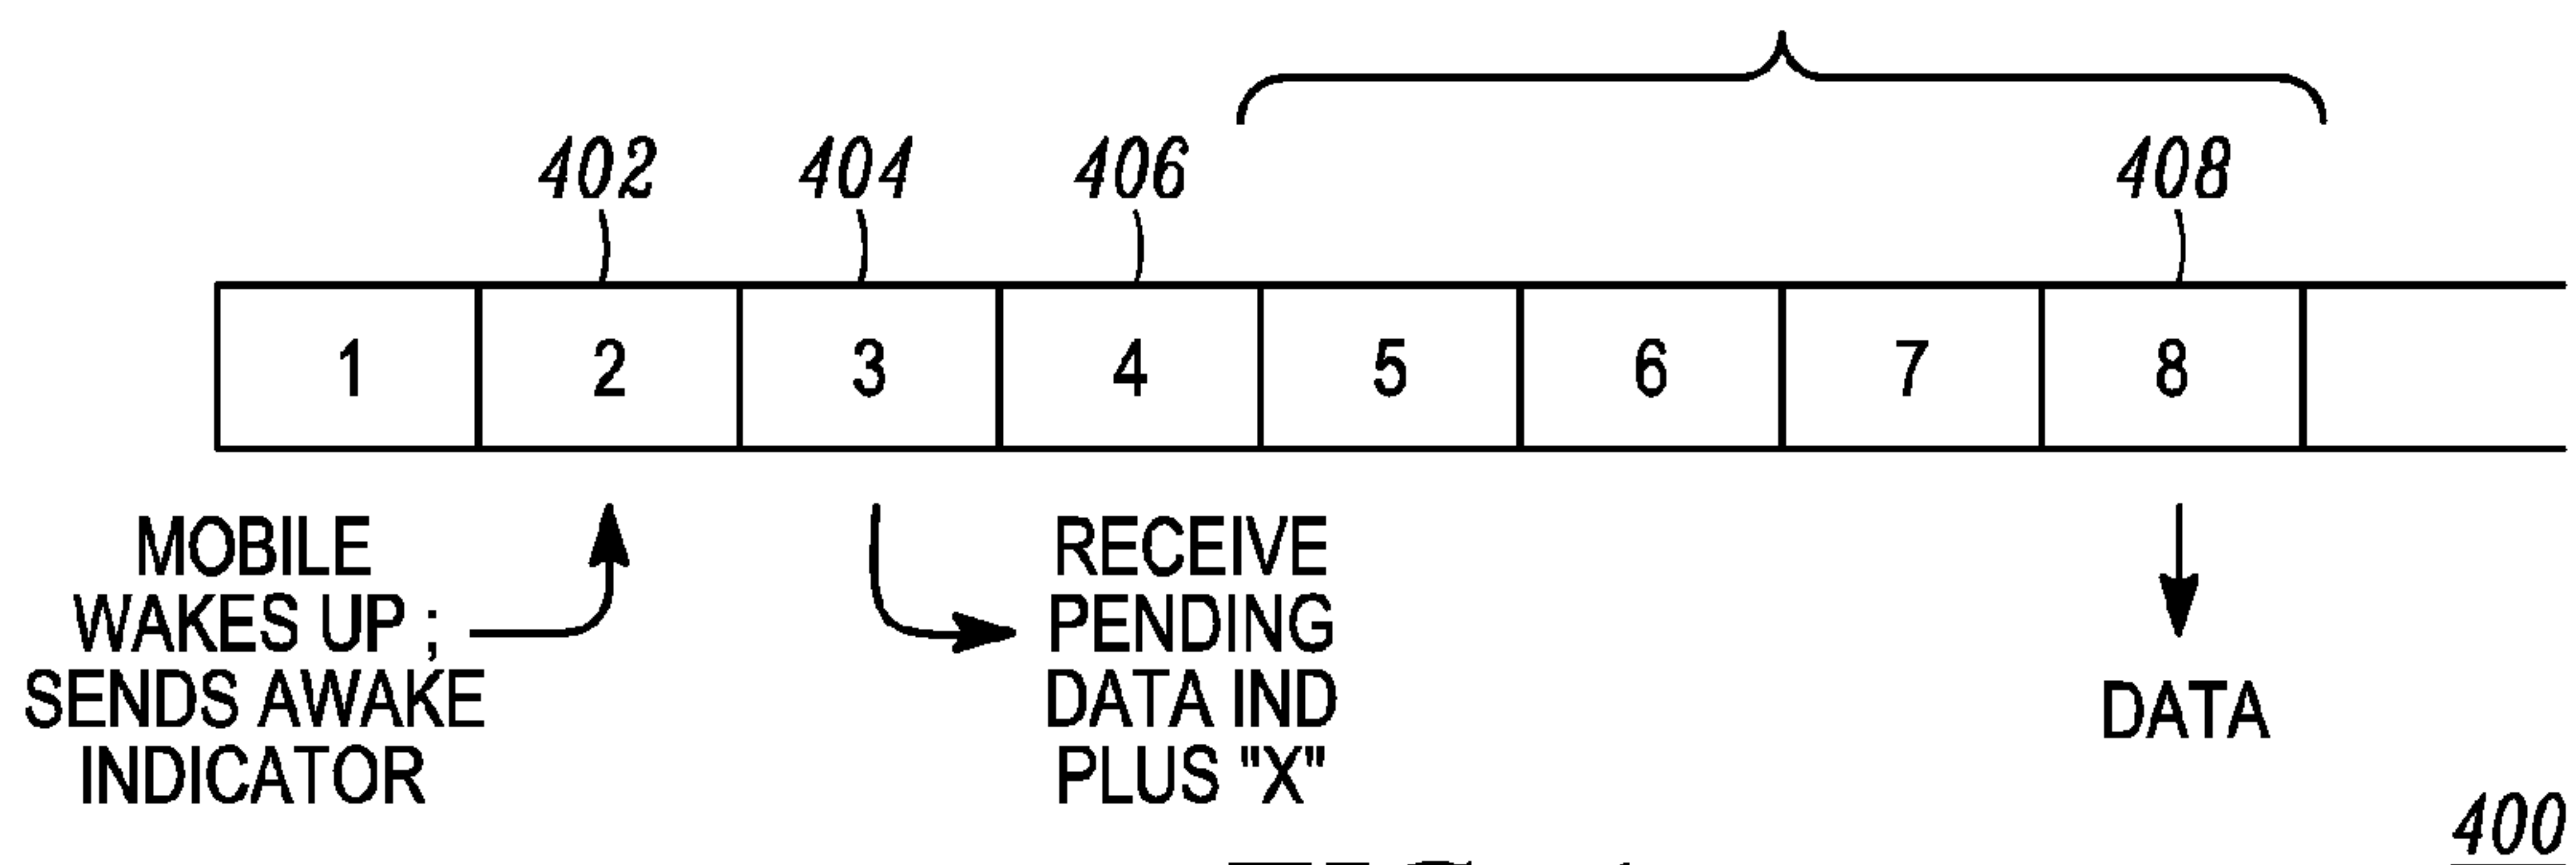 402 404 406 408
1 2 3 4 5 6 7 8
MOBILE
WAKES UP ;
SENDS AWAKE
INDICATOR
RECEIVE
PENDING
DATA IND
PLUS "X"
DATA
400